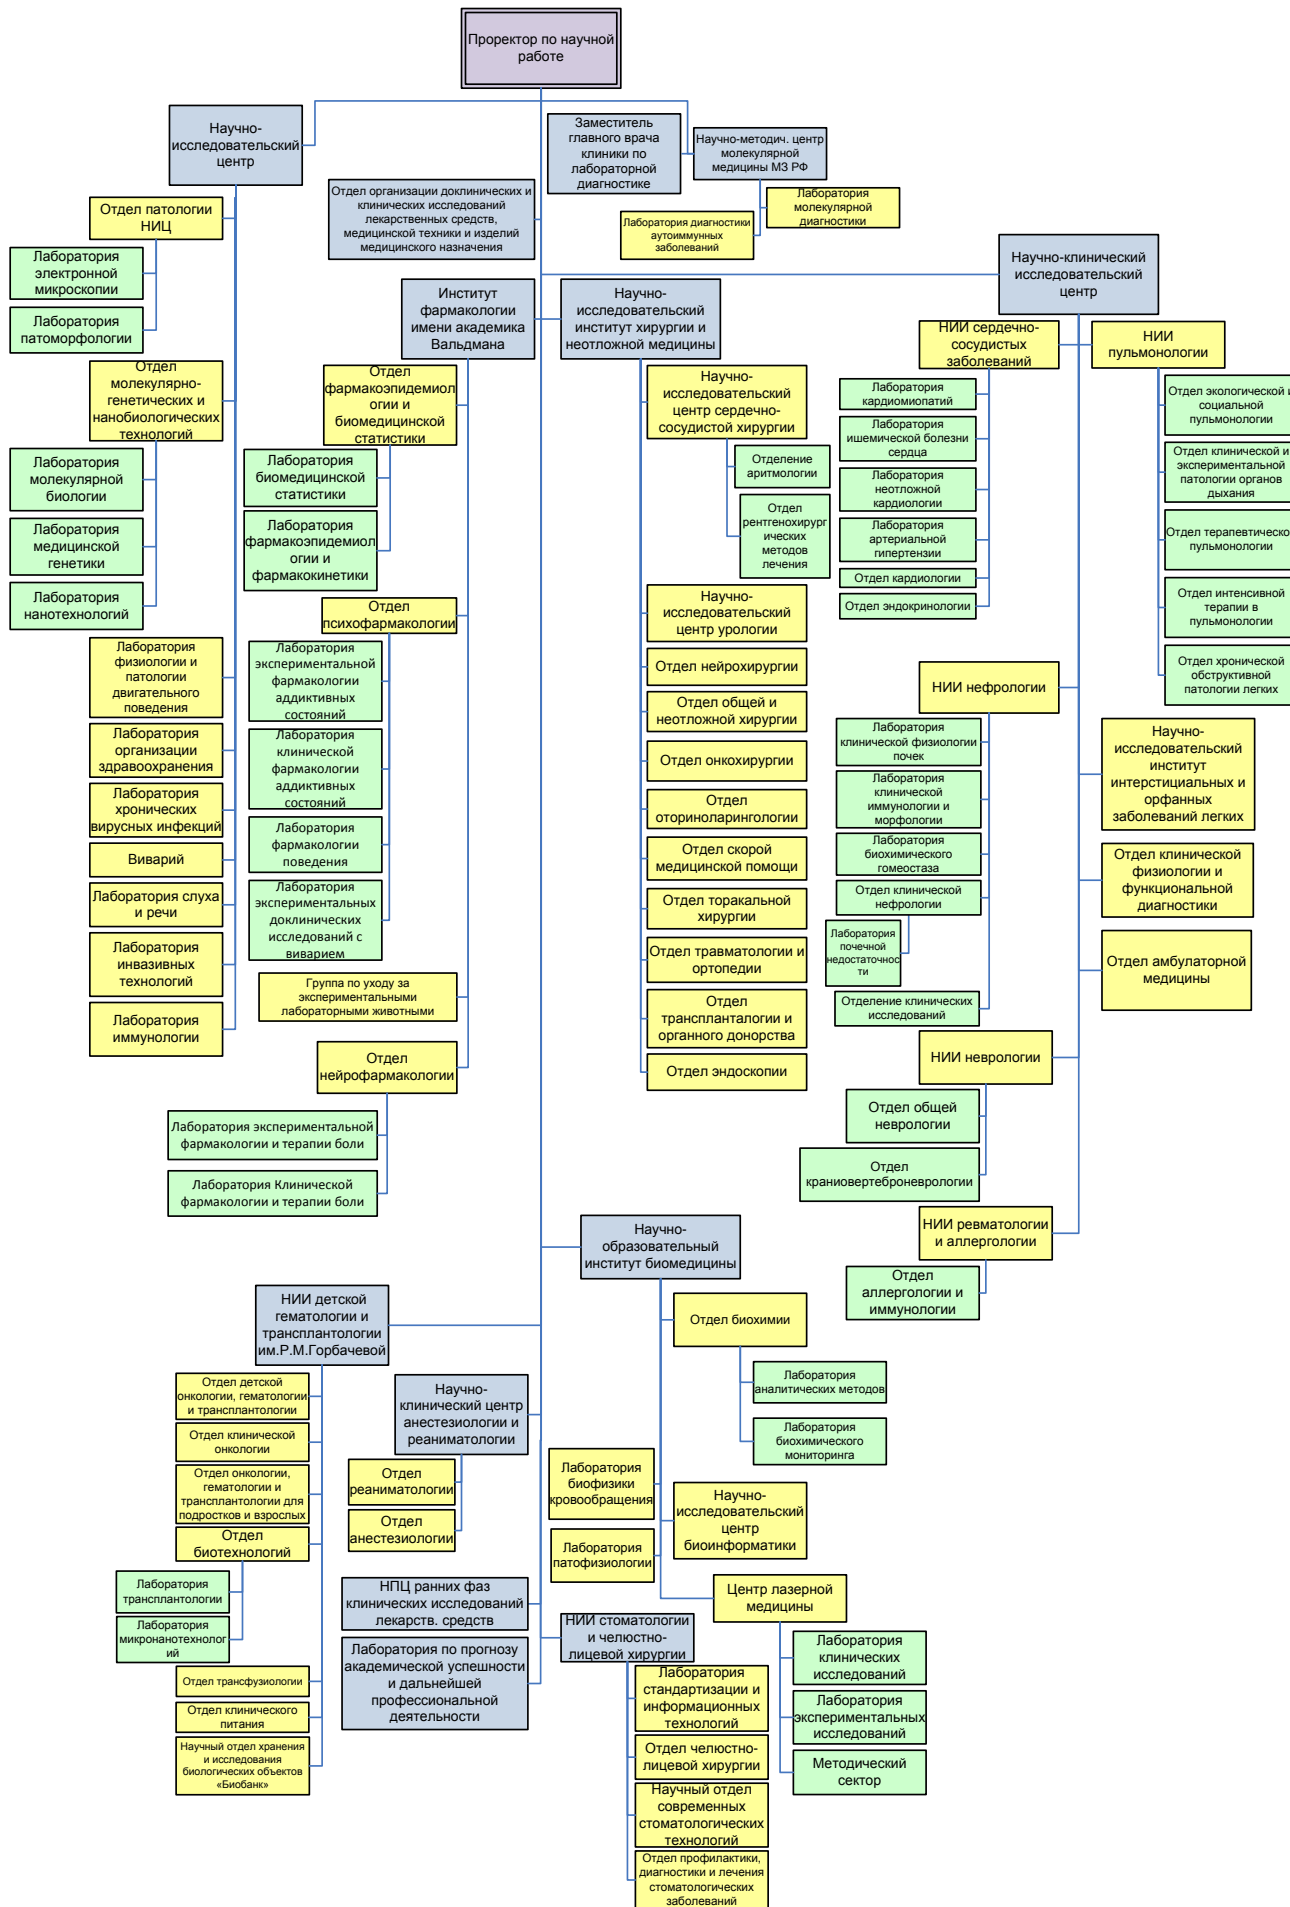 Проректор по научной
работе
Научно-
исследовательский
центр
Заместитель
главного врача
клиники по
лабораторной
диагностике
Научно-методич. центр
молекулярной
медицины МЗ РФ
Отдел организации доклинических и
клинических исследований
лекарственных средств,
медицинской техники и изделий
медицинского назначения
Лаборатория
молекулярной
диагностики
Лаборатория диагностики
аутоиммунных
заболеваний
Отдел патологии
НИЦ
Лаборатория
электронной
микроскопии
Лаборатория
патоморфологии
Отдел
молекулярно-
генетических и
нанобиологических
технологий
Лаборатория
молекулярной
биологии
Лаборатория
медицинской
генетики
Лаборатория
нанотехнологий
Лаборатория
физиологии и
патологии
двигательного
поведения
Лаборатория
организации
здравоохранения
Лаборатория
хронических
вирусных инфекций
Виварий
Лаборатория слуха
и речи
Лаборатория
инвазивных
технологий
Лаборатория
иммунологии
Институт
фармакологии
имени академика
Вальдмана
Отдел
фармакоэпидемиол
огии и
биомедицинской
статистики
Лаборатория
биомедицинской
статистики
Лаборатория
фармакоэпидемиол
огии и
фармакокинетики
Отдел
психофармакологии
Лаборатория
экспериментальной
фармакологии
аддиктивных
состояний
Лаборатория
клинической
фармакологии
аддиктивных
состояний
Лаборатория
фармакологии
поведения
Лаборатория
экспериментальных
доклинических
исследований с
виварием
Группа по уходу за
экспериментальными
лабораторными животными
Отдел
нейрофармакологии
Лаборатория экспериментальной
фармакологии и терапии боли
Лаборатория Клинической
фармакологии и терапии боли
Научно-
исследовательский
институт хирургии и
неотложной медицины
Научно-
исследовательский
центр сердечно-
сосудостой хирургии
Отделение
аритмологии
Отдел
рентгенохирург
ических
методов
лечения
Научно-
исследовательский
центр урологии
Отдел нейрохирургии
Отдел общей и
неотложной хирургии
Отдел онкохирургии
Отдел
оториноларингологии
Отдел скорой
медицинской помощи
Отдел торакальной
хирургии
Отдел травматологии и
ортопедии
Отдел
транспланталогии и
органного донорства
Отдел эндоскопии
Научно-клинический
исследовательский
центр
НИИ сердечно-
сосудистых
заболеваний
Лаборатория
кардиомиопатий
Лаборатория
ишемической болезни
сердца
Лаборатория
неотложной
кардиологии
Лаборатория
артериальной
гипертензии
Отдел кардиологии
Отдел эндокринологии
НИИ
пульмонологии
Отдел экологической и
социальной
пульмонологии
Отдел клинической и
экспериментальной
патологии органов
дыхания
Отдел терапевтической
пульмонологии
Отдел интенсивной
терапии в
пульмонологии
Отдел хронической
обструктивной
патологии легких
НИИ нефрологии
Лаборатория
клинической физиологии
почек
Лаборатория
клинической
иммунологии и
морфологии
Лаборатория
биохимического
гомеостаза
Отдел клинической
нефрологии
Лаборатория
почечной
недостаточнос
ти
Отделение клинических
исследований
Научно-
исследовательский
институт
интерстициальных и
орфанных
заболеваний легких
Отдел клинической
физиологии и
функциональной
диагностики
Отдел амбулаторной
медицины
НИИ неврологии
Отдел общей
неврологии
Отдел
краниовертеброневрологии
НИИ ревматологии
и аллергологии
Отдел
аллергологии и
иммунологии
Научно-
образовательный
институт биомедицины
Отдел биохимии
Лаборатория
аналитических методов
Лаборатория
биохимического
мониторинга
Лаборатория
биофизики
кровообращения
Научно-
исследовательский
центр
биоинформатики
Лаборатория
патофизиологии
Центр лазерной
медицины
Лаборатория
клинических
исследований
Лаборатория
экспериментальных
исследований
Методический
сектор
НИИ детской
гематологии и
трансплантологии
им.Р.М.Горбачевой
Отдел детской
онкологии, гематологии
и трансплантологии
Отдел клинической
онкологии
Отдел онкологии,
гематологии и
трансплантологии для
подростков и взрослых
Отдел
биотехнологий
Лаборатория
трансплантологии
Лаборатория
микронанотехнолог
ий
Отдел трансфузиологии
Отдел клинического
питания
Научный отдел хранения
и исследования
биологических объектов
«Биобанк»
Научно-
клинический центр
анестезиологии и
реаниматологии
Отдел
реаниматологии
Отдел
анестезиологии
НПЦ ранних фаз
клинических исследований
лекарств. средств
Лаборатория по прогнозу
академической успешности
и дальнейшей
профессиональной
деятельности
НИИ стоматологии
и челюстно-
лицевой хирургии
Лаборатория
стандартизации и
информационных
технологий
Отдел челюстно-
лицевой хирургии
Научный отдел
современных
стоматологических
технологий
Отдел профилактики,
диагностики и лечения
стоматологических
заболеваний